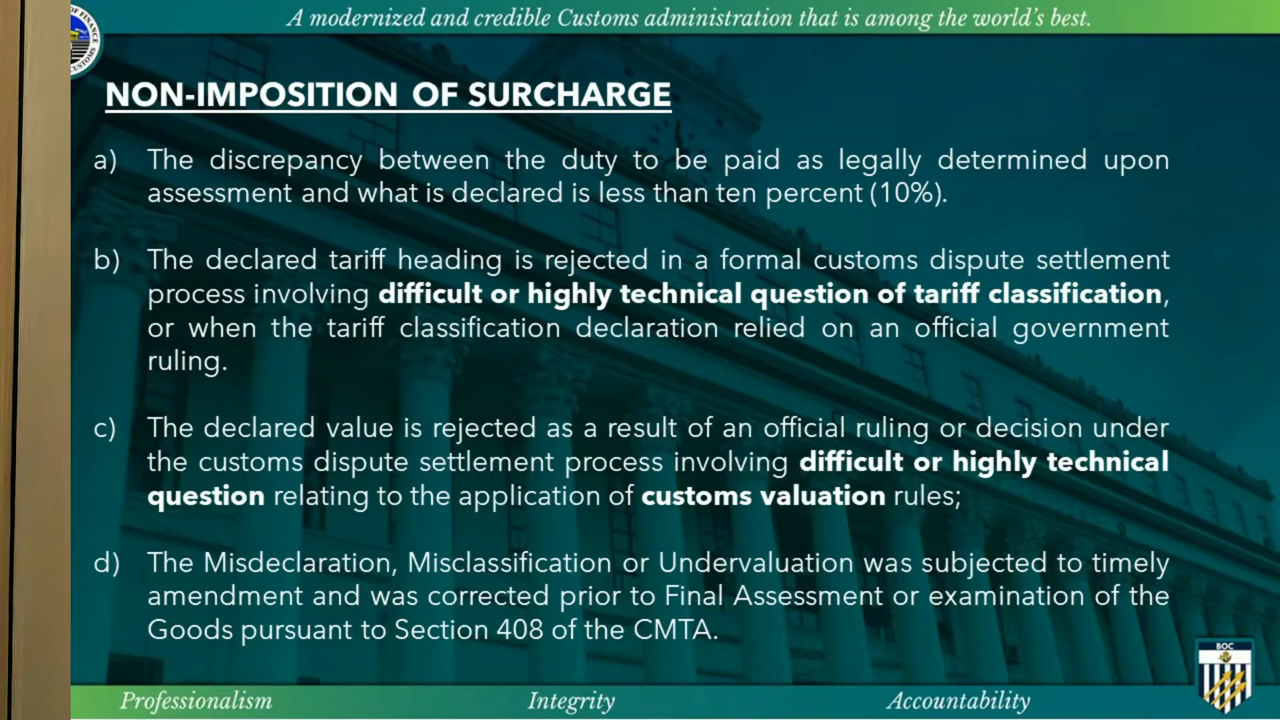 A modernized and credible Customs administration that is among the world's best.
OF FINANCE
CUSTOMS
NON-IMPOSITION OF SURCHARGE
a) The discrepancy between the duty to be paid as legally determined upon
assessment and what is declared is less than ten percent (10%).
b) The declared tariff heading is rejected in a formal customs dispute settlement
process involving difficult or highly technical question of tariff classification,
or when the tariff classification declaration relied on an official government
ruling.
c) The declared value is rejected as a result of an official ruling or decision under
the customs dispute settlement process involving difficult or highly technical
question relating to the application of customs valuation rules;
d) The Misdeclaration, Misclassification or Undervaluation was subjected to timely
amendment and was corrected prior to Final Assessment or examination of the
Goods pursuant to Section 408 of the CMTA.
BOC
Professionalism Integrity Accountability